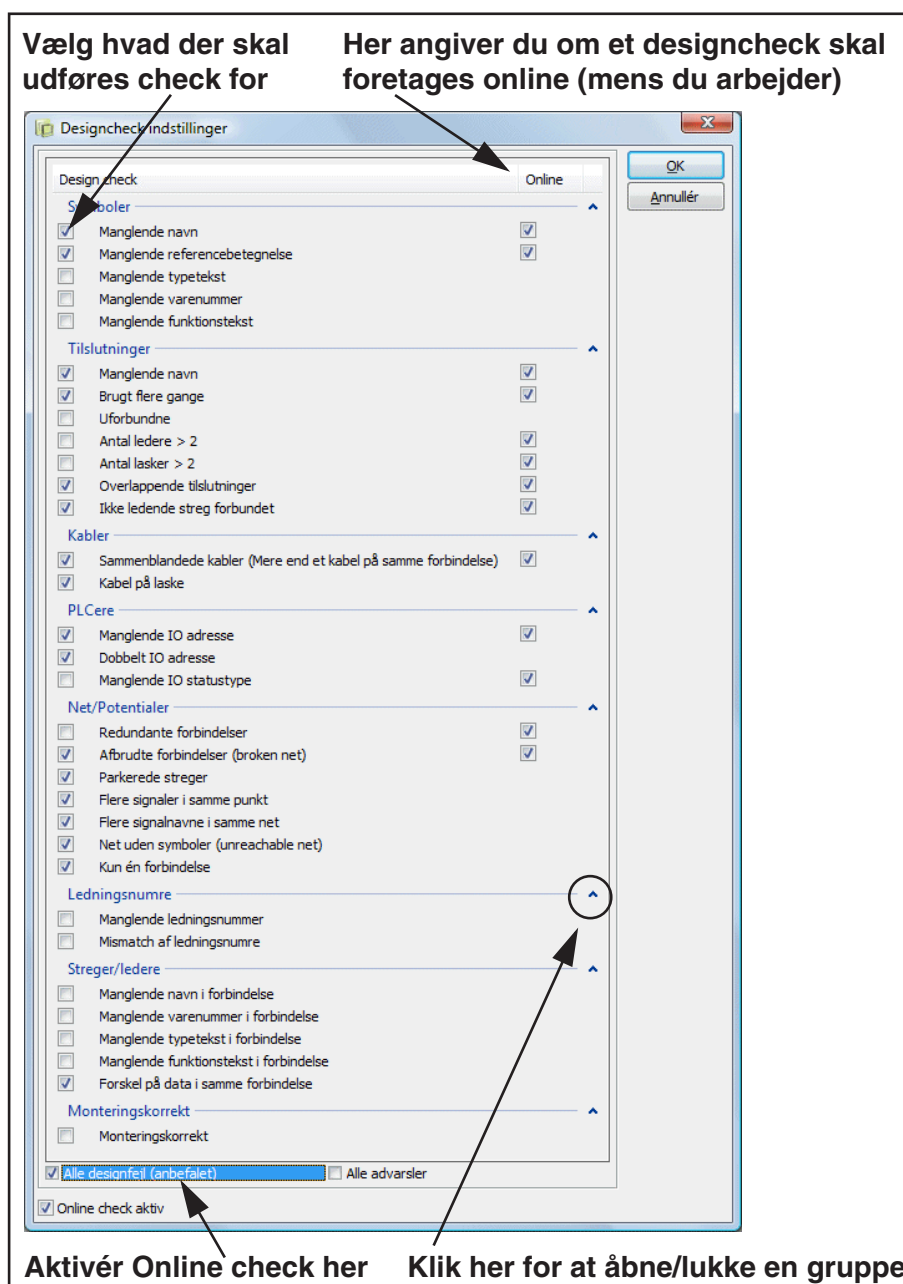 Vælg hvad der skal
udføres check for
Her angiver du om et designcheck skal
foretages online (mens du arbejder)
Designcheck indstillinger
Design check Online
OK
Annullér
Symboler
Manglende navn
Manglende referencebetegnelse
Manglende typetekst
Manglende varenummer
Manglende funktionstekst
Tilslutninger
Manglende navn
Brugt flere gange
Uforbundne
Antal ledere > 2
Antal lasker > 2
Overlappende tilslutninger
Ikke ledende streg forbundet
Kabler
Sammenblandede kabler (Mere end et kabel på samme forbindelse)
Kabel på laske
PLCere
Manglende IO adresse
Dobbelt IO adresse
Manglende IO statustype
Net/Potentialer
Redundante forbindelser
Afbrudte forbindelser (broken net)
Parkerede streger
Flere signaler i samme punkt
Flere signalnavne i samme net
Net uden symboler (unreachable net)
Kun én forbindelse
Ledningsnumre
Manglende ledningsnummer
Mismatch af ledningsnumre
Streger/ledere
Manglende navn i forbindelse
Manglende varenummer i forbindelse
Manglende typetekst i forbindelse
Manglende funktionstekst i forbindelse
Forskel på data i samme forbindelse
Monteringskorrekt
Monteringskorrekt
Alle designfejl (anbefalet) Alle advarsler
Online check aktiv
Aktivér Online check her
Klik her for at åbne/lukke en gruppe